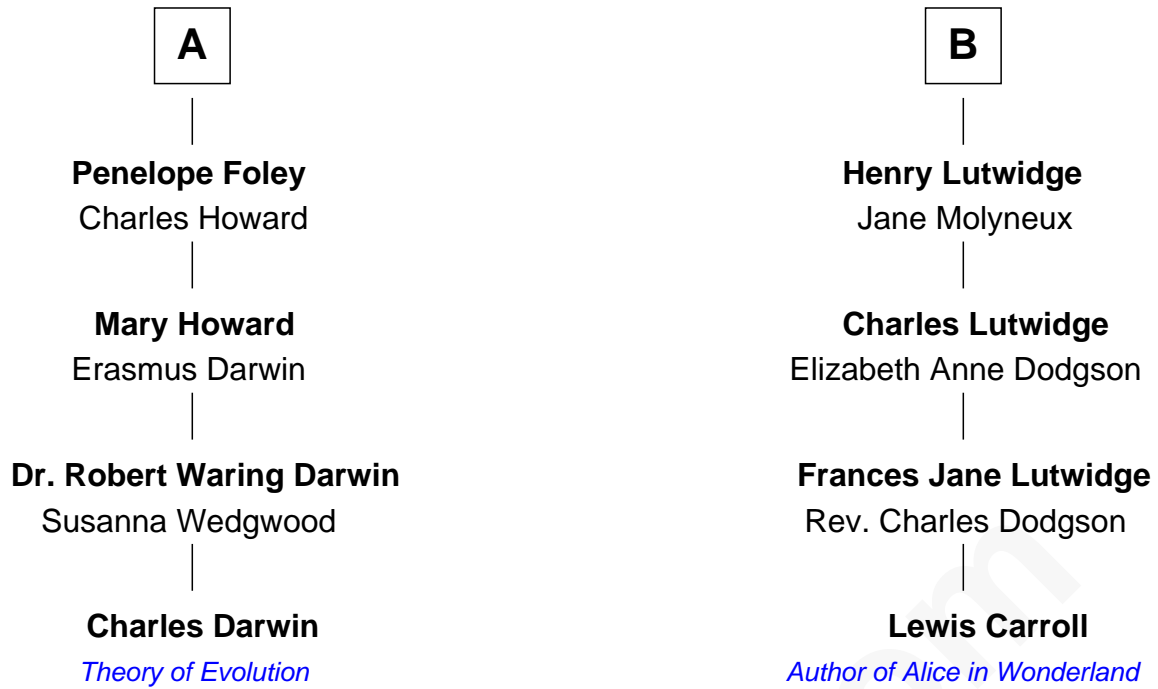 A
Penelope Foley
Charles Howard
Mary Howard
Erasmus Darwin
Dr. Robert Waring Darwin
Susanna Wedgwood
Charles Darwin
Theory of Evolution
B
Henry Lutwidge
Jane Molyneux
Charles Lutwidge
Elizabeth Anne Dodgson
Frances Jane Lutwidge
Rev. Charles Dodgson
Lewis Carroll
Author of Alice in Wonderland